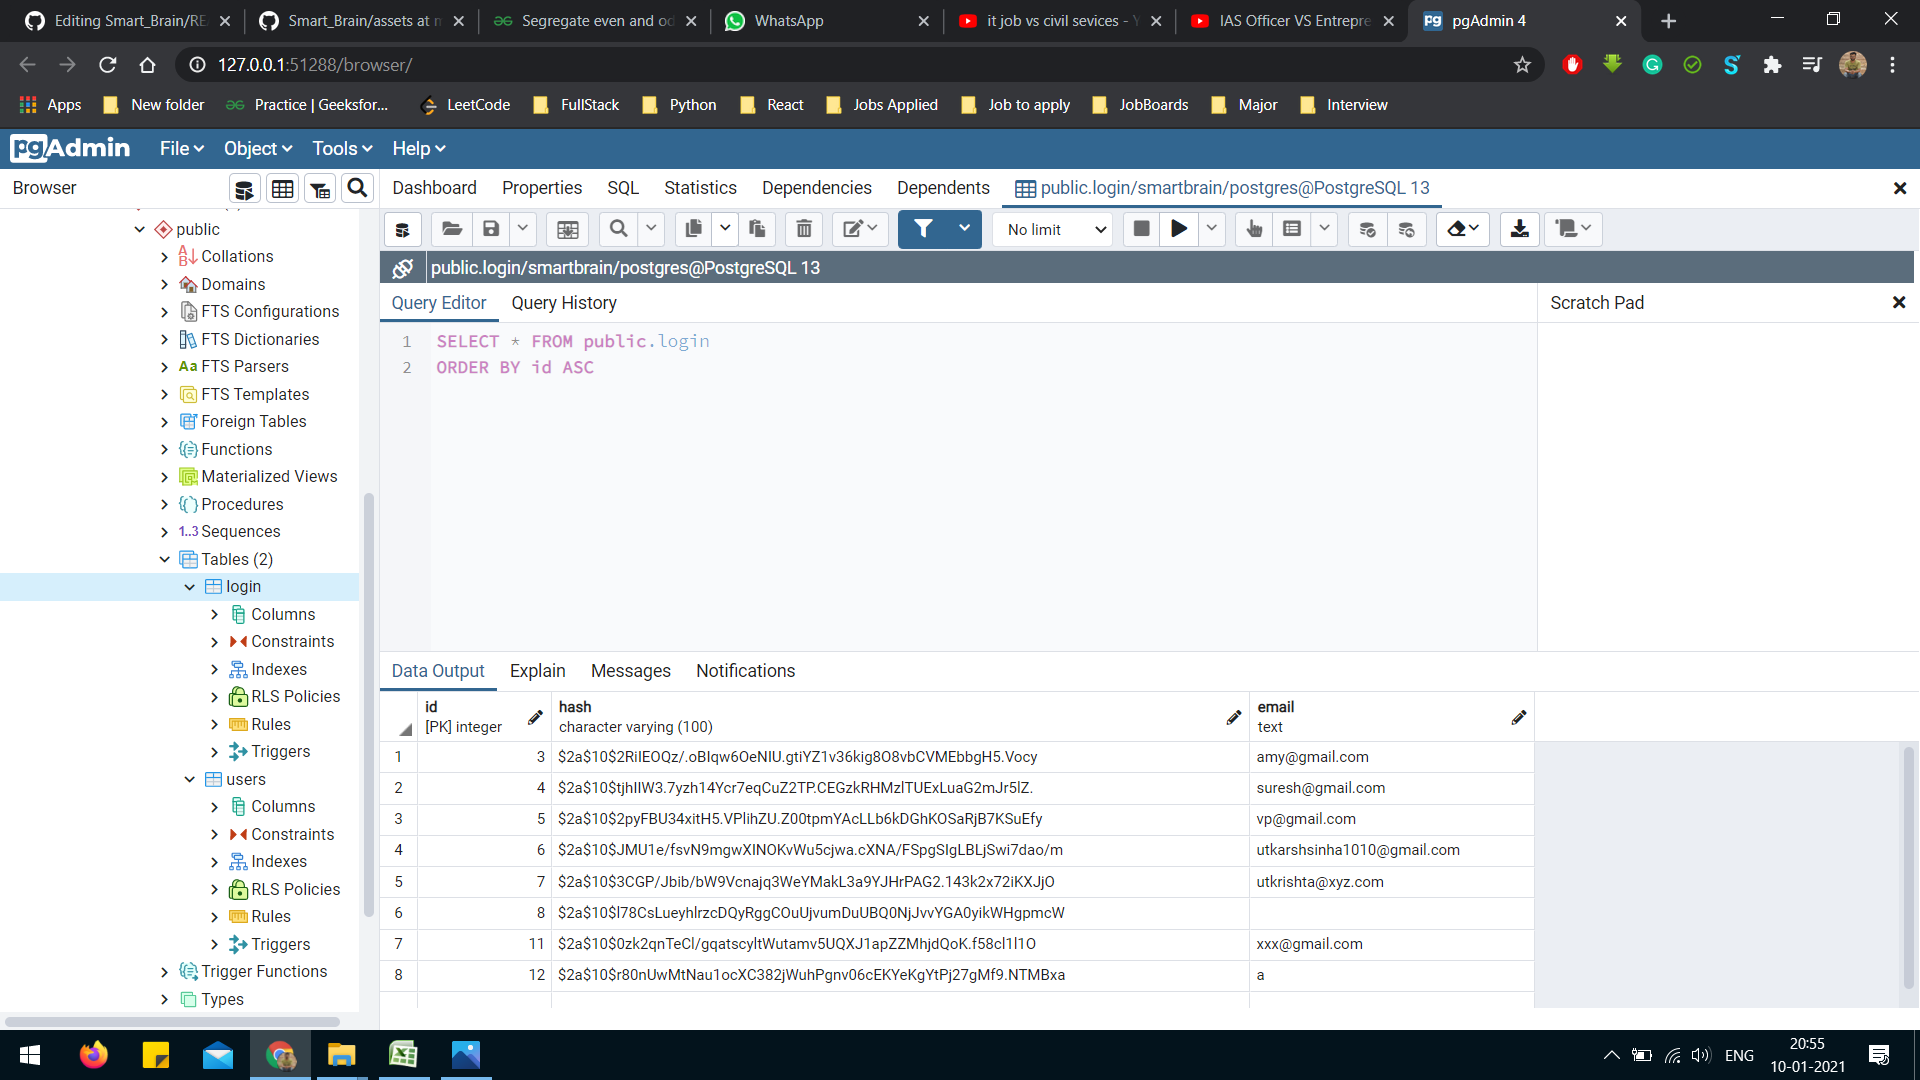 Editing Smart_Brain/RE
Smart_Brain/assets at m
Segregate even and od
WhatsApp
it job vs civil sevices - Y
IAS Officer VS Entrepre
pgAdmin 4
127.0.0.1:51288/browser/
Apps New folder Practice | Geeksfor... LeetCode FullStack Python React Jobs Applied Job to apply JobBoards Major Interview
pgAdmin File Object Tools Help
Browser
Dashboard Properties SQL Statistics Dependencies Dependents public.login/smartbrain/postgres@PostgreSQL 13
No limit
public.login/smartbrain/postgres@PostgreSQL 13
Query Editor Query History
Scratch Pad
1 SELECT * FROM public.login
2 ORDER BY id ASC
public
Collations
Domains
FTS Configurations
FTS Dictionaries
Aa FTS Parsers
FTS Templates
Foreign Tables
Functions
Materialized Views
Procedures
1..3 Sequences
Tables (2)
login
Columns
Constraints
Indexes
RLS Policies
Rules
Triggers
users
Columns
Constraints
Indexes
RLS Policies
Rules
Triggers
Trigger Functions
Types
Data Output Explain Messages Notifications
id hash email
[PK] integer character varying (100) text
1 3 $2a$10$2RiIEOQz/.oBIqw6OeNIU.gtiYZ1v36kig8O8vbCVMEbbgH5.Vocy amy@gmail.com
2 4 $2a$10$tjhIIW3.7yzh14Ycr7eqCuZ2TP.CEGzkRHMzlTUExLuaG2mJr5lZ. suresh@gmail.com
3 5 $2a$10$2pyFBU34xitH5.VPlihZU.Z00tpmYAcLLb6kDGhKOSaRjB7KSuEfy vp@gmail.com
4 6 $2a$10$JMU1e/fsvN9mgwXINOKvWu5cjwa.cXNA/FSpgSIgLBLjSwi7dao/m utkarshsinha1010@gmail.com
5 7 $2a$10$3CGP/Jbib/bW9Vcnajq3WeYMakL3a9YJHrPAG2.143k2x72iKXJjO utkrishta@xyz.com
6 8 $2a$10$l78CsLueyhlrzcDQyRggCOuUjvumDuUBQ0NjJvvYGA0yikWHgpmcW
7 11 $2a$10$0zk2qnTeCl/gqatscyltWutamv5UQXJ1apZZMhjdQoK.f58cl1l1O xxx@gmail.com
8 12 $2a$10$r80nUwMtNau1ocXC382jWuhPgnv06cEKYeKgYtPj27gMf9.NTMBxa a
ENG
20:55
10-01-2021